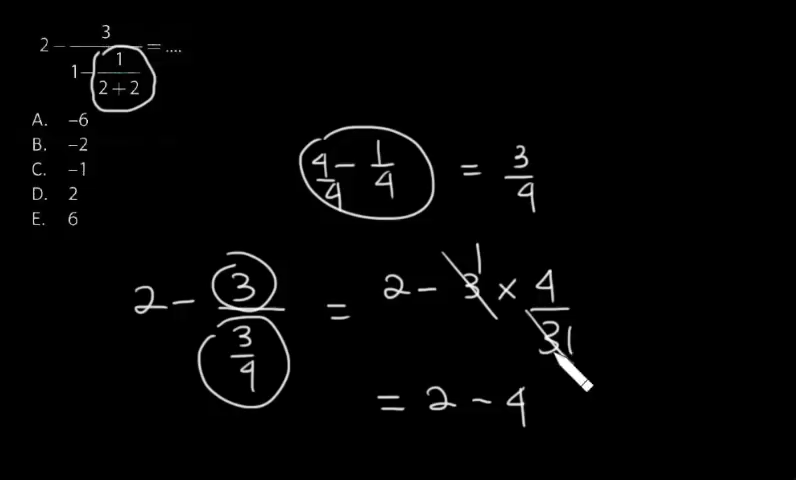 2 − 3/(1 − 1/(2 + 2)) = ....
A. −6
B. −2
C. −1
D. 2
E. 6
4/4 − 1/4 = 3/4
2 − 3/(3/4) = 2 − 3 1 × 4/3 1
= 2 − 4